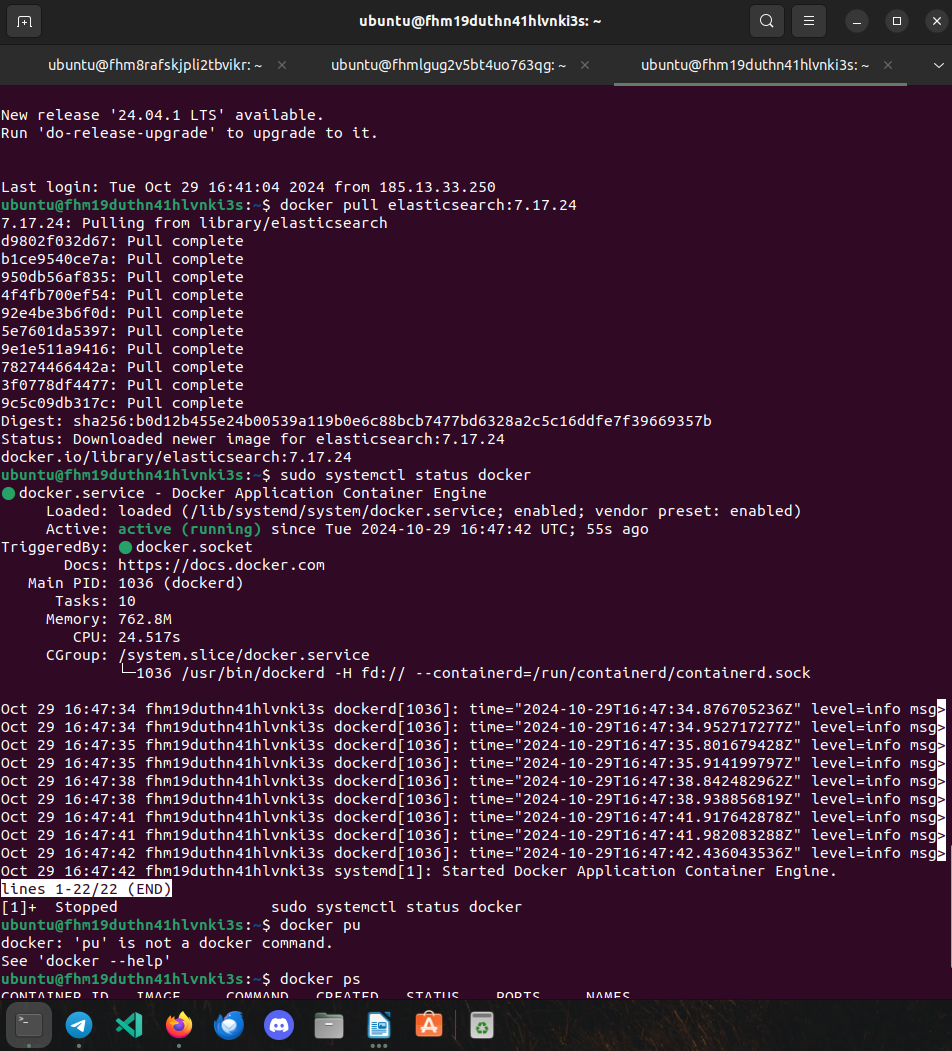 ubuntu@fhm19duthn41hlvnki3s: ~
ubuntu@fhm8rafskjpli2tbvikr: ~ × ubuntu@fhmlgug2v5bt4uo763qg: ~ × ubuntu@fhm19duthn41hlvnki3s: ~ ×
New release '24.04.1 LTS' available.
Run 'do-release-upgrade' to upgrade to it.
Last login: Tue Oct 29 16:41:04 2024 from 185.13.33.250
ubuntu@fhm19duthn41hlvnki3s:~$ docker pull elasticsearch:7.17.24
7.17.24: Pulling from library/elasticsearch
d9802f032d67: Pull complete
b1ce9540ce7a: Pull complete
950db56af835: Pull complete
4f4fb700ef54: Pull complete
92e4be3b6f0d: Pull complete
5e7601da5397: Pull complete
9e1e511a9416: Pull complete
78274466442a: Pull complete
3f0778df4477: Pull complete
9c5c09db317c: Pull complete
Digest: sha256:b0d12b455e24b00539a119b0e6c88bcb7477bd6328a2c5c16ddfe7f39669357b
Status: Downloaded newer image for elasticsearch:7.17.24
docker.io/library/elasticsearch:7.17.24
ubuntu@fhm19duthn41hlvnki3s:~$ sudo systemctl status docker
● docker.service - Docker Application Container Engine
Loaded: loaded (/lib/systemd/system/docker.service; enabled; vendor preset: enabled)
Active: active (running) since Tue 2024-10-29 16:47:42 UTC; 55s ago
TriggeredBy: ● docker.socket
Docs: https://docs.docker.com
Main PID: 1036 (dockerd)
Tasks: 10
Memory: 762.8M
CPU: 24.517s
CGroup: /system.slice/docker.service
└─1036 /usr/bin/dockerd -H fd:// --containerd=/run/containerd/containerd.sock
Oct 29 16:47:34 fhm19duthn41hlvnki3s dockerd[1036]: time="2024-10-29T16:47:34.876705236Z" level=info msg>
Oct 29 16:47:34 fhm19duthn41hlvnki3s dockerd[1036]: time="2024-10-29T16:47:34.952717277Z" level=info msg>
Oct 29 16:47:35 fhm19duthn41hlvnki3s dockerd[1036]: time="2024-10-29T16:47:35.801679428Z" level=info msg>
Oct 29 16:47:35 fhm19duthn41hlvnki3s dockerd[1036]: time="2024-10-29T16:47:35.914199797Z" level=info msg>
Oct 29 16:47:38 fhm19duthn41hlvnki3s dockerd[1036]: time="2024-10-29T16:47:38.842482962Z" level=info msg>
Oct 29 16:47:38 fhm19duthn41hlvnki3s dockerd[1036]: time="2024-10-29T16:47:38.938856819Z" level=info msg>
Oct 29 16:47:41 fhm19duthn41hlvnki3s dockerd[1036]: time="2024-10-29T16:47:41.917642878Z" level=info msg>
Oct 29 16:47:41 fhm19duthn41hlvnki3s dockerd[1036]: time="2024-10-29T16:47:41.982083288Z" level=info msg>
Oct 29 16:47:42 fhm19duthn41hlvnki3s dockerd[1036]: time="2024-10-29T16:47:42.436043536Z" level=info msg>
Oct 29 16:47:42 fhm19duthn41hlvnki3s systemd[1]: Started Docker Application Container Engine.
lines 1-22/22 (END)
[1]+  Stopped                 sudo systemctl status docker
ubuntu@fhm19duthn41hlvnki3s:~$ docker pu
docker: 'pu' is not a docker command.
See 'docker --help'
ubuntu@fhm19duthn41hlvnki3s:~$ docker ps
CONTAINER ID   IMAGE     COMMAND   CREATED   STATUS    PORTS     NAMES